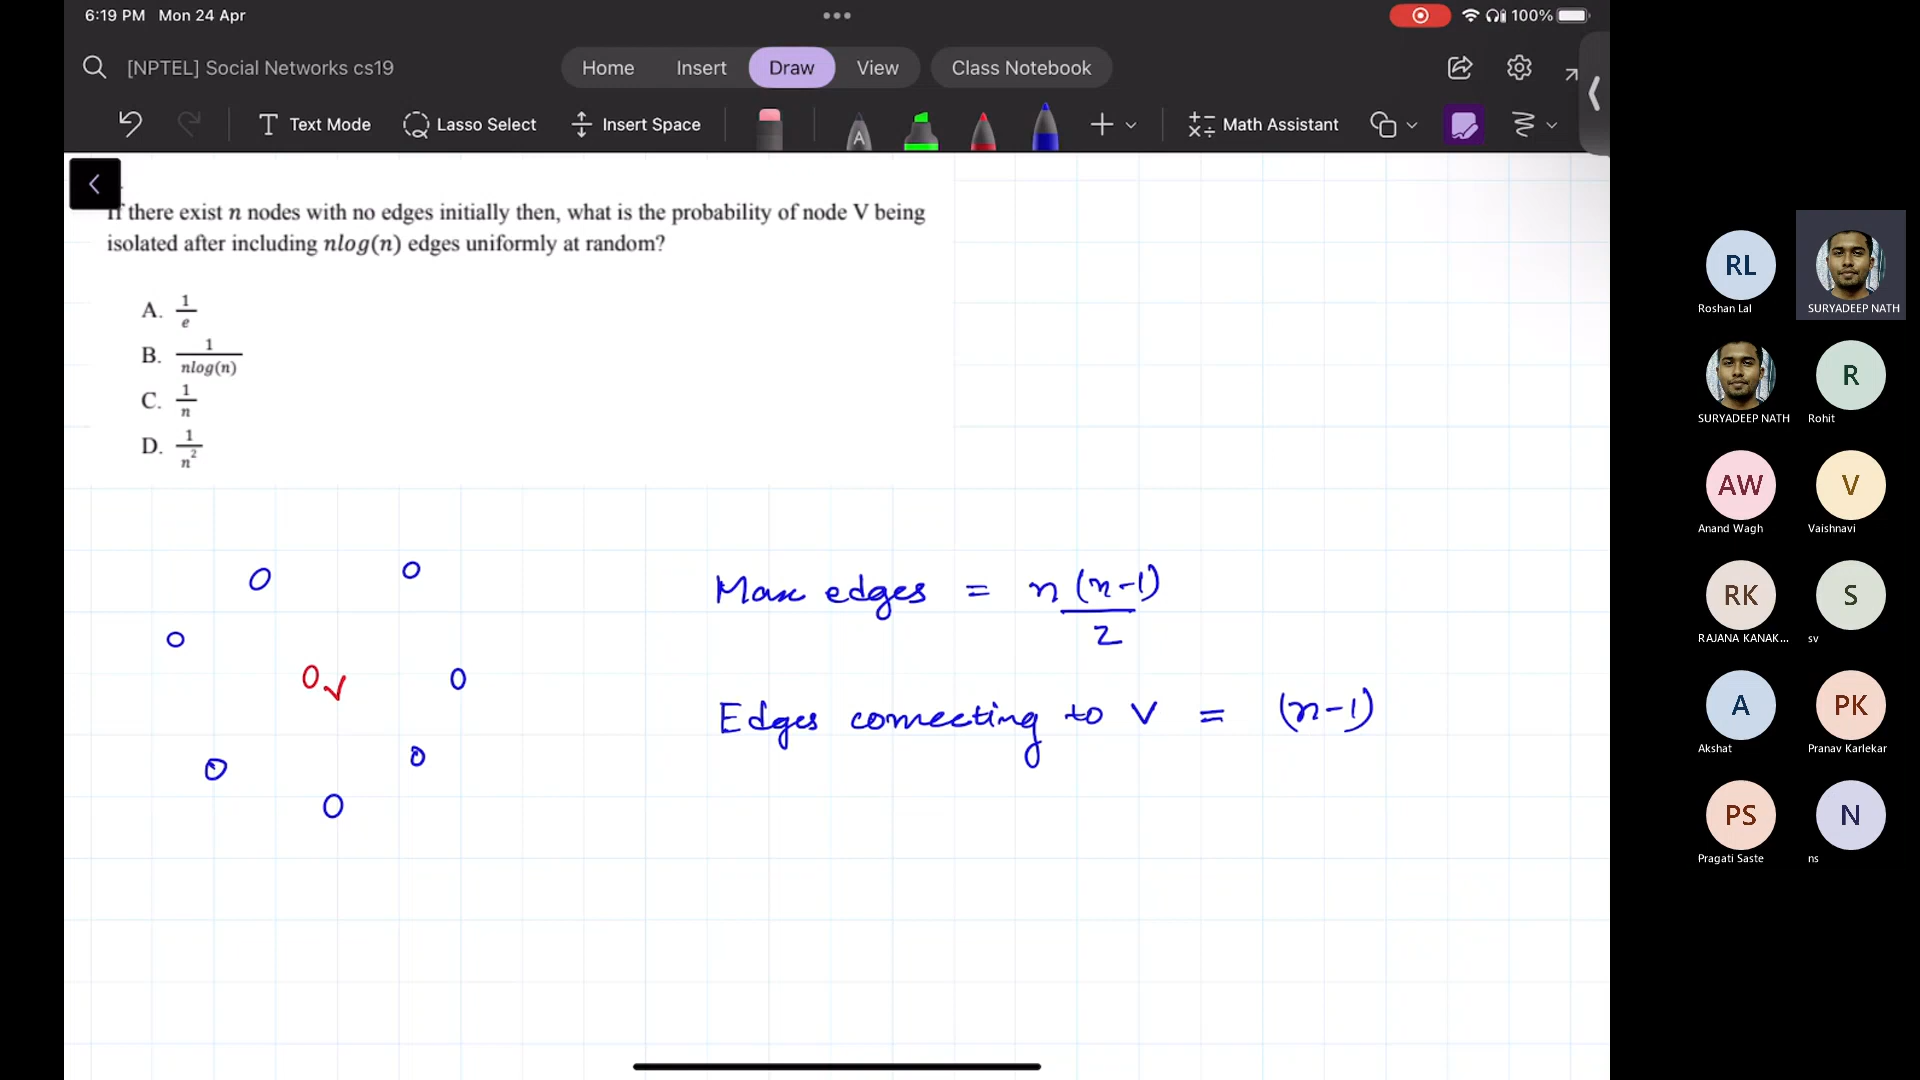 6:19 PM Mon 24 Apr
100%
[NPTEL] Social Networks cs19
Home Insert Draw View Class Notebook
Text Mode Lasso Select Insert Space Math Assistant
If there exist n nodes with no edges initially then, what is the probability of node V being
isolated after including nlog(n) edges uniformly at random?
A. 1/e
B. 1/nlog(n)
C. 1/n
D. 1/n²
V
Max edges = n(n-1)/2
Edges connecting to V = (n-1)
RL
Roshan Lal
SURYADEEP NATH
SURYADEEP NATH
R
Rohit
AW
Anand Wagh
V
Vaishnavi
RK
RAJANA KANAK...
S
sv
A
Akshat
PK
Pranav Karlekar
PS
Pragati Saste
N
ns